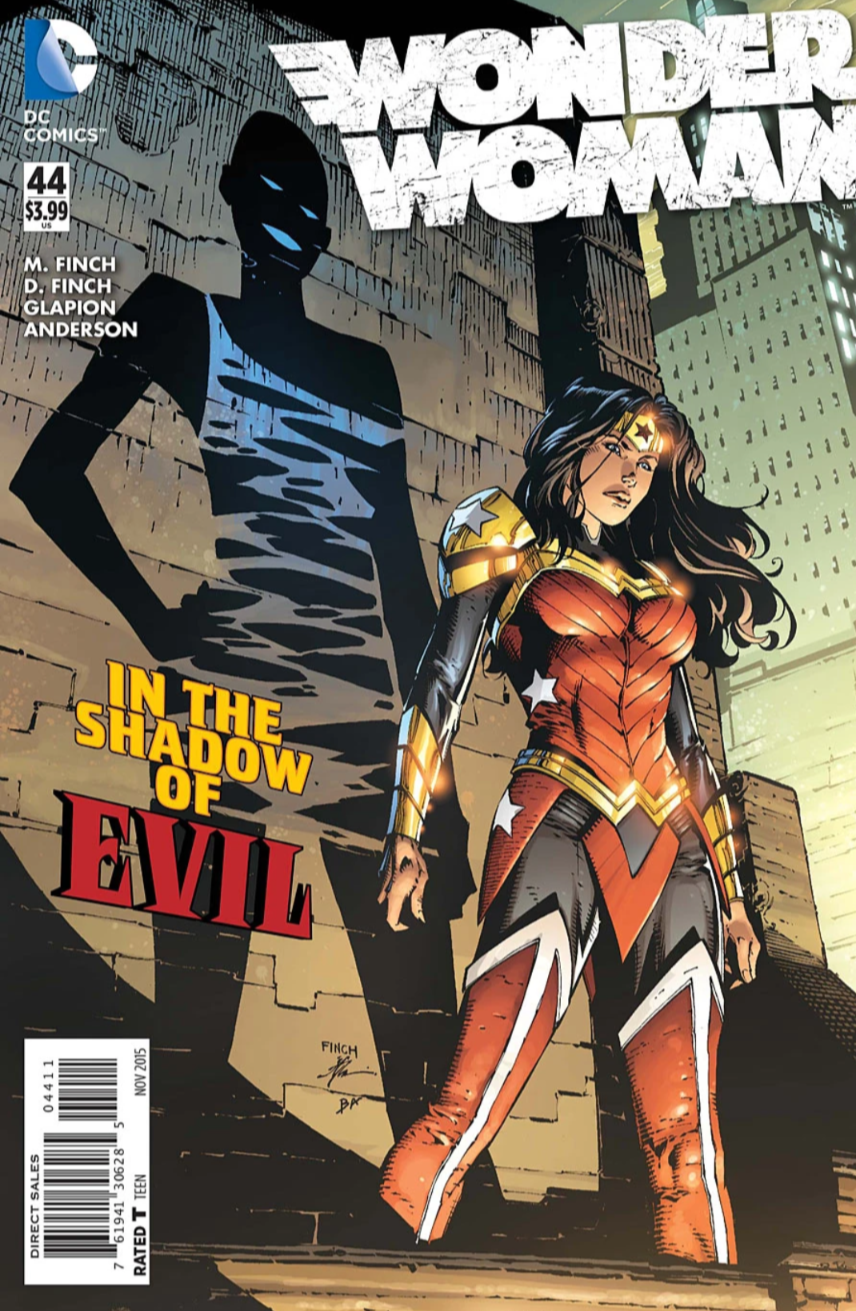 WONDER
WOMAN
TM
DC
COMICS™
44
$3.99
US
M. FINCH
D. FINCH
GLAPION
ANDERSON
IN THE
SHADOW
OF
EVIL
FINCH
BA
DIRECT SALES
04411
7 61941 30628 5
RATED T TEEN
NOV 2015